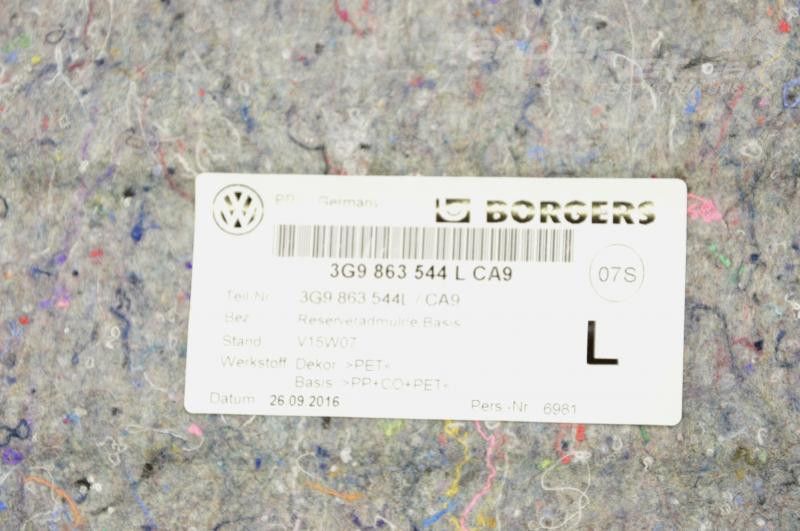 Germany
BORGERS
3G9 863 544 L CA9
07S
Teil-Nr. 3G9 863 544L / CA9
Bez. Reserveradmulde Basis
L
Stand V15W07
Werkstoff Dekor: >PET<
Basis: >PP+CO+PET<
Datum 26.09.2016
Pers.-Nr. 6981